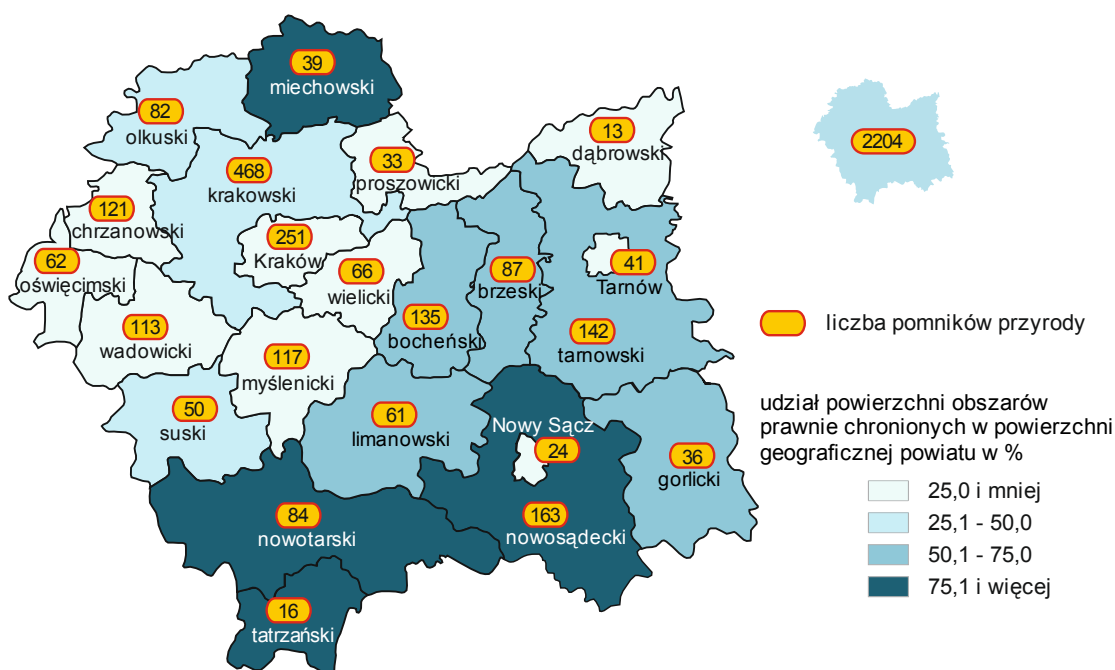 39
miechowski
82
olkuski
13
dąbrowski
2204
33
proszowicki
468
krakowski
121
chrzanowski
251
Kraków
62
oświęcimski
66
wielicki
87
brzeski
41
Tarnów
113
wadowicki
135
bocheński
142
tarnowski
liczba pomników przyrody
117
myślenicki
50
suski
61
limanowski
Nowy Sącz
24
36
gorlicki
udział powierzchni obszarów
prawnie chronionych w powierzchni
geograficznej powiatu w %
25,0 i mniej
25,1 - 50,0
50,1 - 75,0
75,1 i więcej
84
nowotarski
163
nowosądecki
16
tatrzański